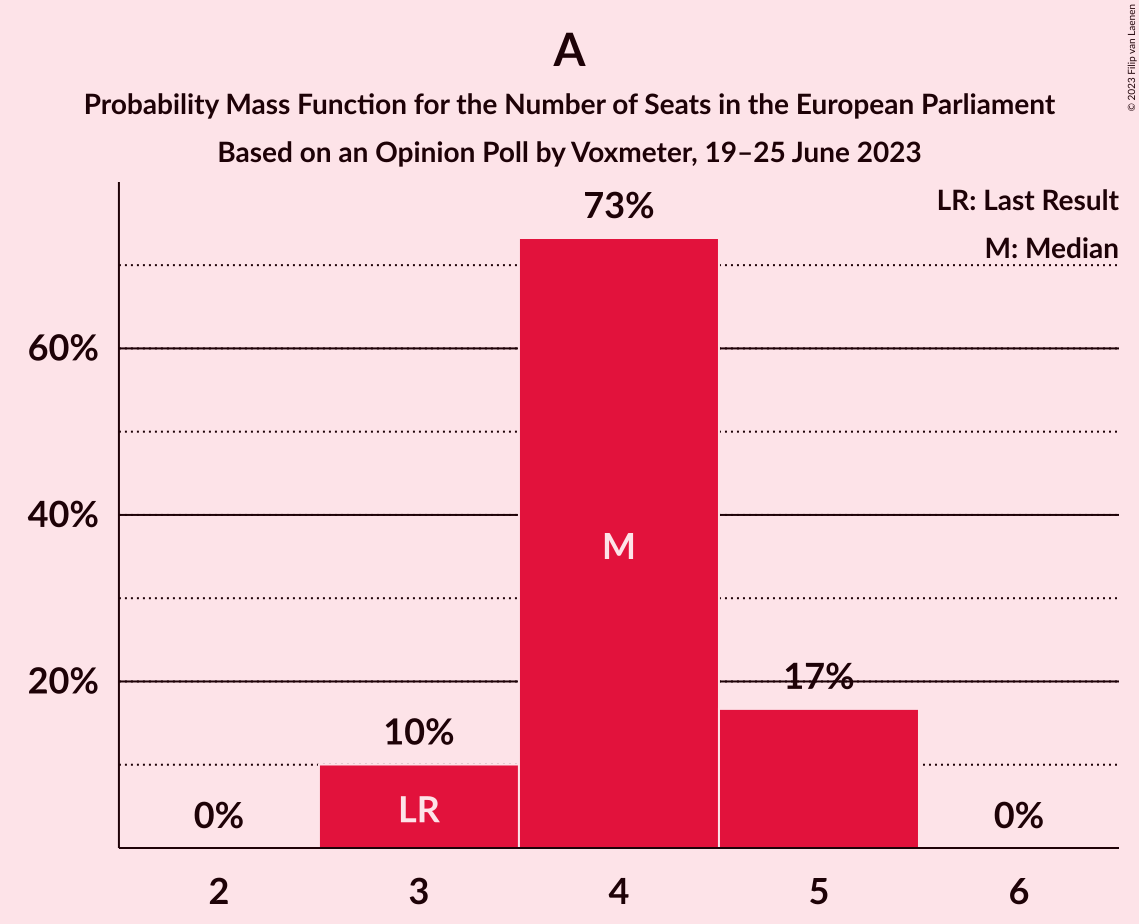 A
Probability Mass Function for the Number of Seats in the European Parliament
Based on an Opinion Poll by Voxmeter, 19–25 June 2023
© 2023 Filip van Laenen
LR: Last Result
M: Median
73%
60%
40%
20%
M
17%
10%
LR
0%
0%
2 3 4 5 6